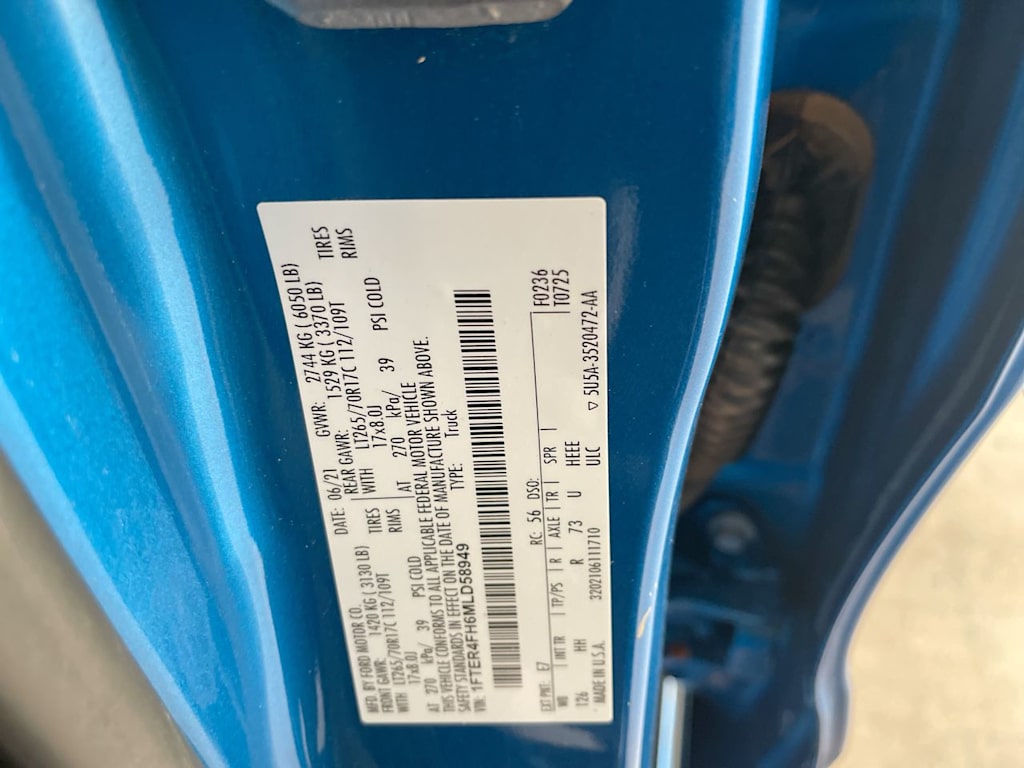 MFD. BY FORD MOTOR CO.
DATE: 06/21 GVWR: 2744 KG ( 6050 LB)
FRONT GAWR: 1420 KG ( 3130 LB) REAR GAWR: 1529 KG ( 3370 LB)
WITH LT265/70R17C 112/109T TIRES WITH LT265/70R17C 112/109T TIRES
17x8.0J RIMS 17x8.0J RIMS
AT 270 kPa/ 39 PSI COLD AT 270 kPa/ 39 PSI COLD
THIS VEHICLE CONFORMS TO ALL APPLICABLE FEDERAL MOTOR VEHICLE
SAFETY STANDARDS IN EFFECT ON THE DATE OF MANUFACTURE SHOWN ABOVE.
VIN: 1FTER4FH6MLD58949 TYPE: Truck
F0236
EXT PNT: E7 RC: 56 DSO: T0725
WB INT TR TP/PS R AXLE TR SPR
126 HH R 73 U HEEE
MADE IN U.S.A. 3202106111710 ULC ▽ 5U5A-3520472-AA